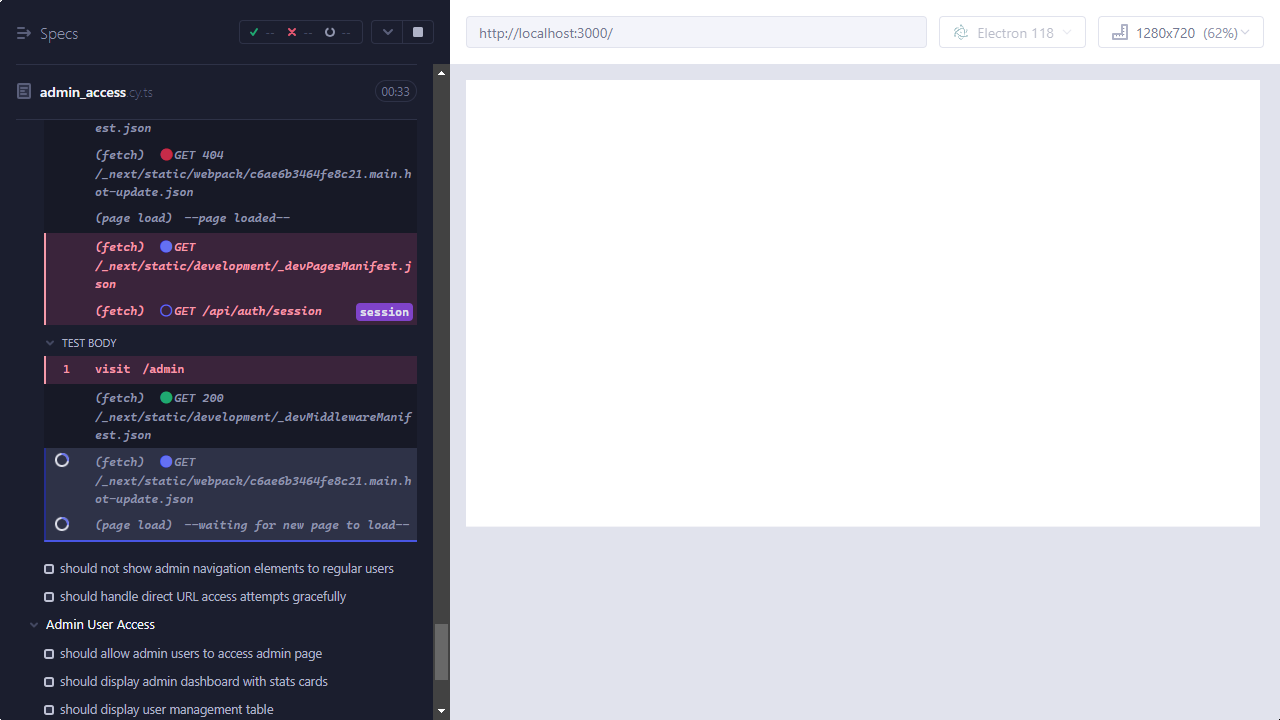 Specs
--
--
--
http://localhost:3000/
Electron 118
1280x720 (62%)
admin_access.cy.ts
00:33
est.json
(fetch) GET 404
/_next/static/webpack/c6ae6b3464fe8c21.main.h
ot-update.json
(page load) --page loaded--
(fetch) GET
/_next/static/development/_devPagesManifest.j
son
(fetch) GET /api/auth/session session
TEST BODY
1 visit /admin
(fetch) GET 200
/_next/static/development/_devMiddlewareManif
est.json
(fetch) GET
/_next/static/webpack/c6ae6b3464fe8c21.main.h
ot-update.json
(page load) --waiting for new page to load--
should not show admin navigation elements to regular users
should handle direct URL access attempts gracefully
Admin User Access
should allow admin users to access admin page
should display admin dashboard with stats cards
should display user management table